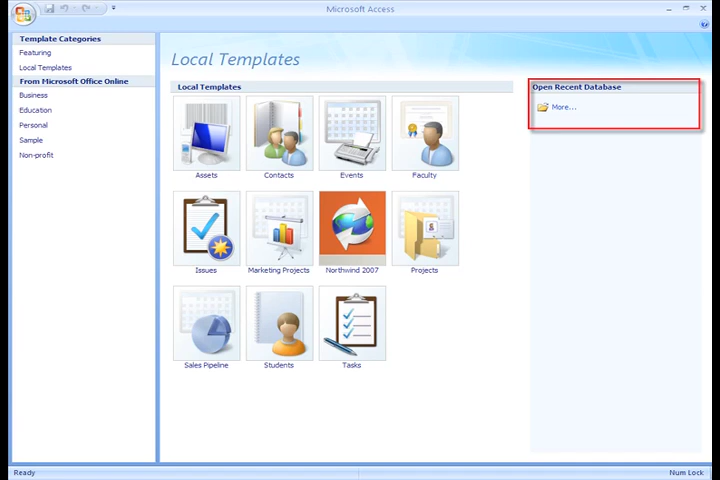 Microsoft Access
Template Categories
Featuring
Local Templates
From Microsoft Office Online
Business
Education
Personal
Sample
Non-profit
Local Templates
Local Templates
Assets
Contacts
Events
Faculty
Issues
Marketing Projects
Northwind 2007
Projects
Sales Pipeline
Students
Tasks
Open Recent Database
More...
Ready
Num Lock